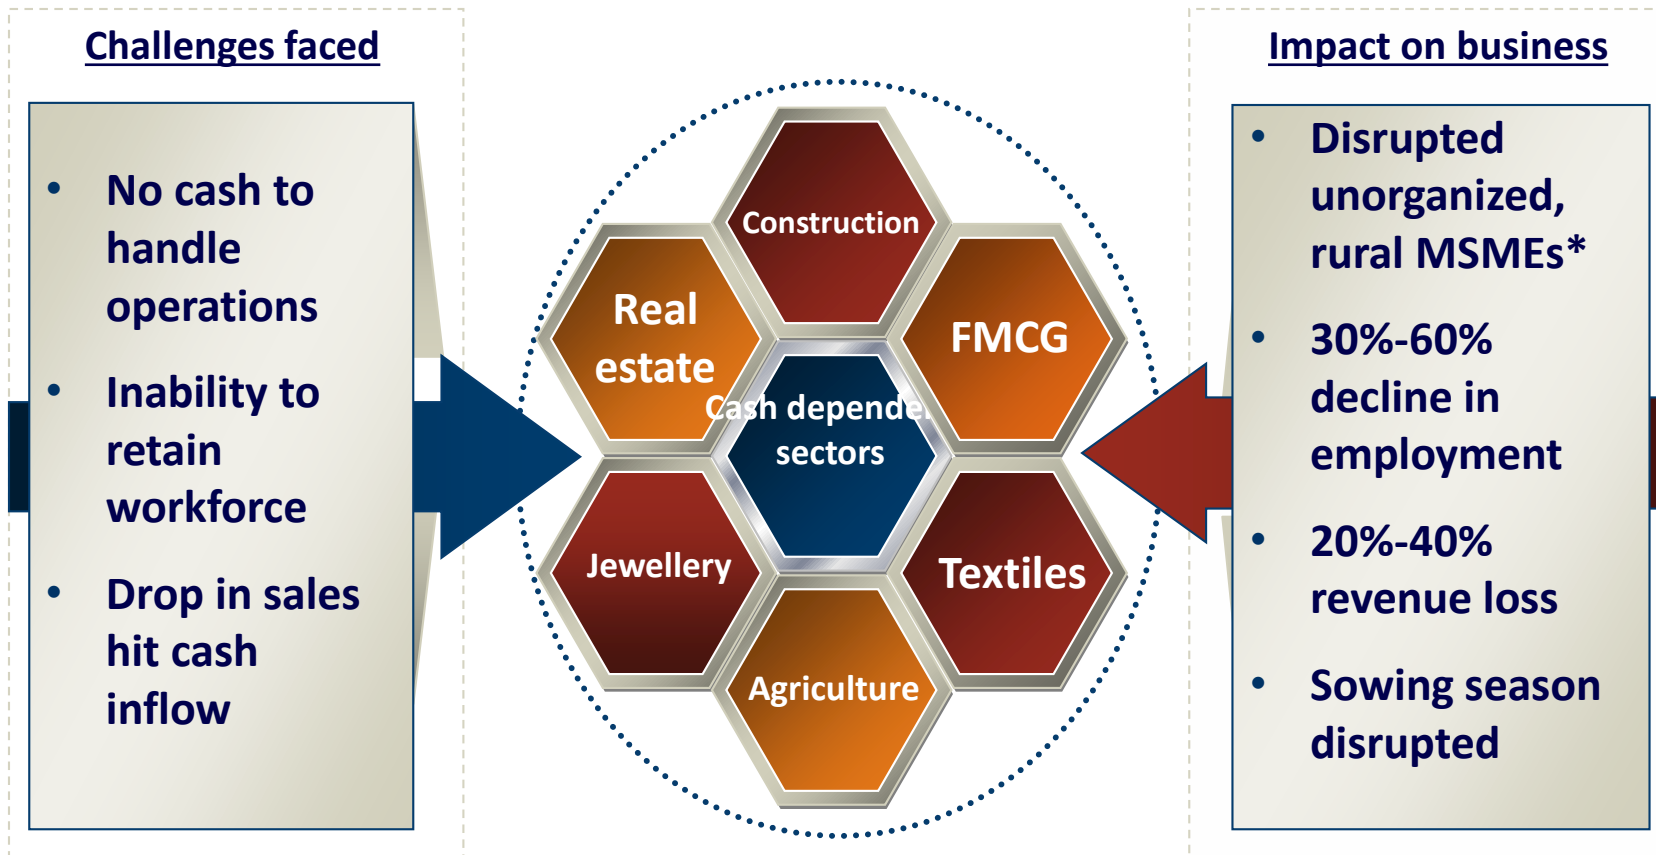 Challenges faced
• No cash to
handle
operations
• Inability to
retain
workforce
• Drop in sales
hit cash
inflow
Construction
Real
estate
FMCG
Cash depende
sectors
Jewellery
Textiles
Agriculture
Impact on business
• Disrupted
unorganized,
rural MSMEs*
• 30%-60%
decline in
employment
• 20%-40%
revenue loss
• Sowing season
disrupted